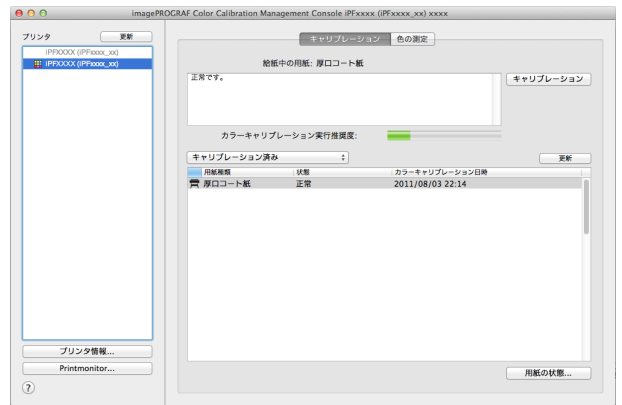 imagePROGRAF Color Calibration Management Console iPFxxxx (iPFxxxx_xx) xxxx
プリンタ
更新
iPFXXXX (iPFxxxx_xx)
iPFXXXX (iPFxxxx_xx)
プリンタ情報...
Printmonitor...
?
キャリブレーション
色の測定
給紙中の用紙: 厚口コート紙
正常です。
キャリブレーション
カラーキャリブレーション実行推奨度:
キャリブレーション済み
更新
用紙種類 状態 カラーキャリブレーション日時
厚口コート紙 正常 2011/08/03 22:14
用紙の状態...